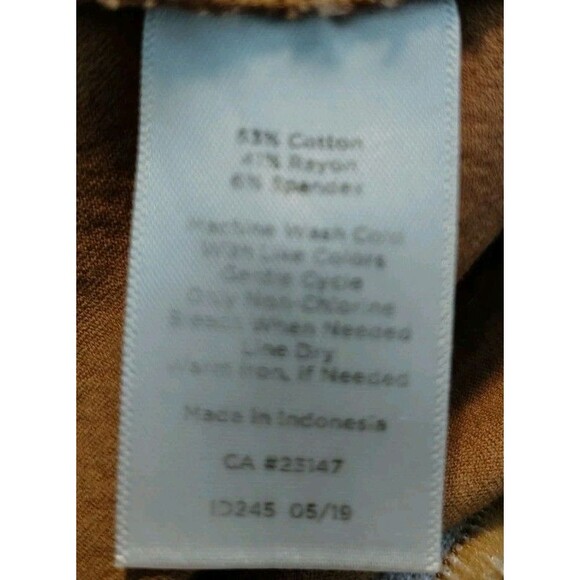 53% Cotton
41% Rayon
6% Spandex
Machine Wash Cold
With Like Colors
Gentle Cycle
Only Non-Chlorine
Bleach When Needed
Line Dry
Warm Iron, If Needed
Made in Indonesia
CA #23147
ID245 05/19